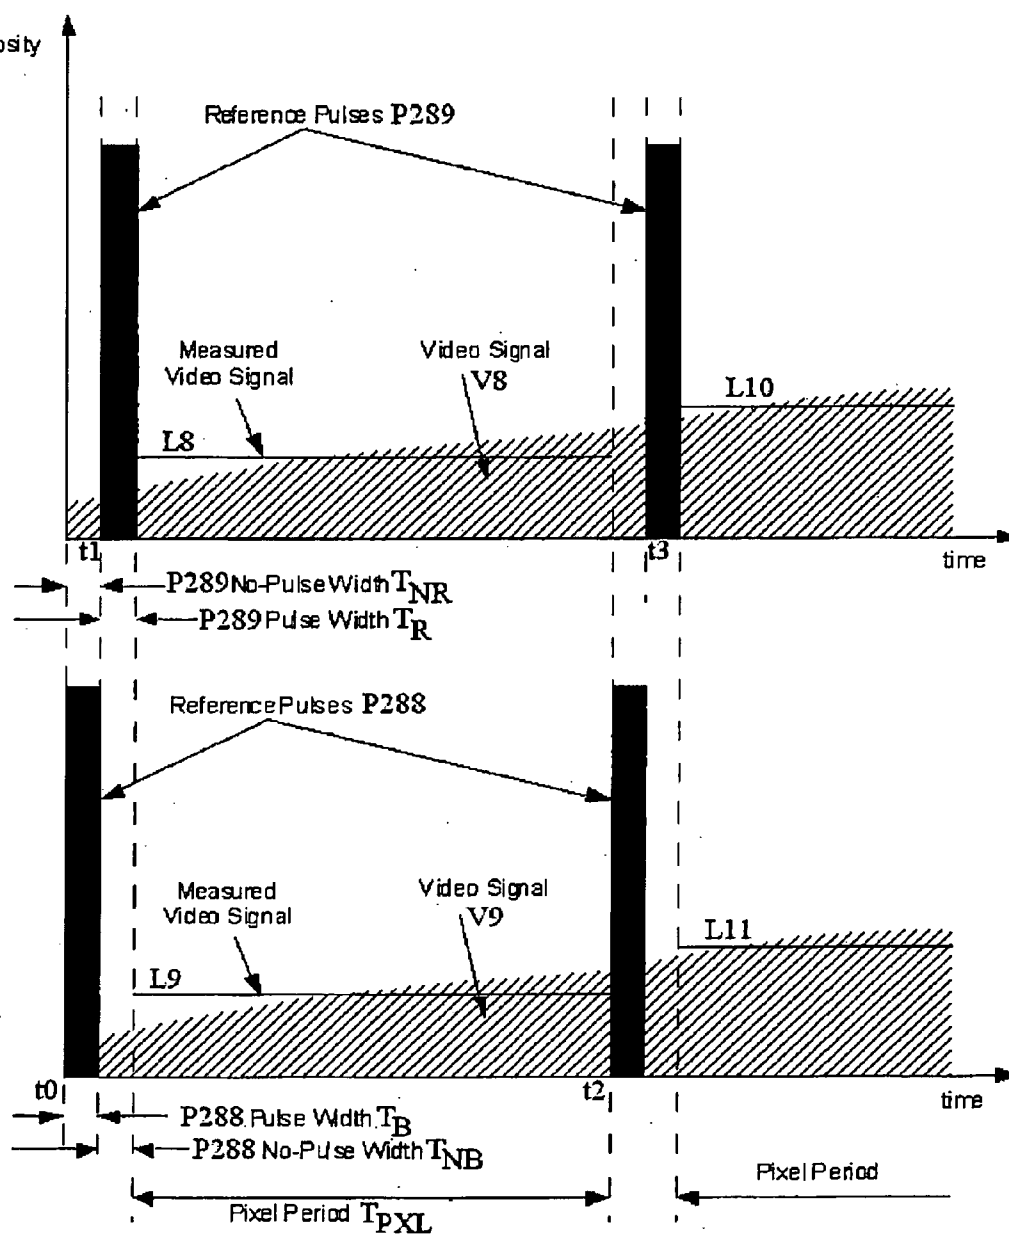 osity
Reference Pulses P289
Measured
Video Signal
Video Signal
V8
L10
L8
t1
t3
time
P289 No-Pulse Width TNR
P289 Pulse Width TR
Reference Pulses P288
Measured
Video Signal
Video Signal
V9
L11
L9
t0
t2
time
P288 Pulse Width TB
P288 No-Pulse Width TNB
Pixel Period
Pixel Period TPXL